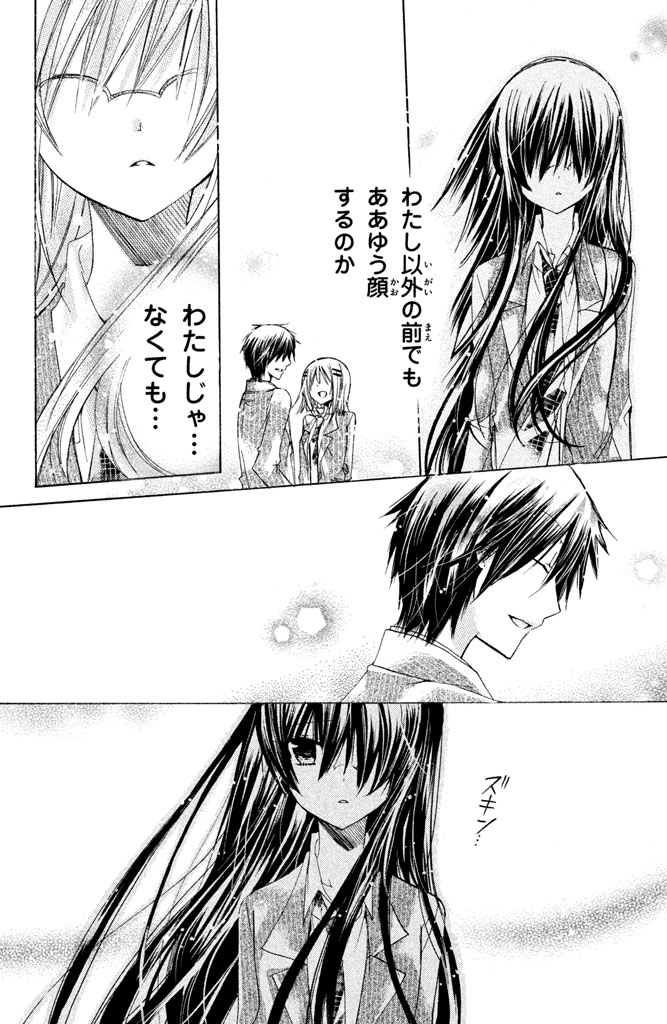 わたし以外の前でも
ああゆう顔
するのか
わたしじゃ…
なくても…
ズキン…